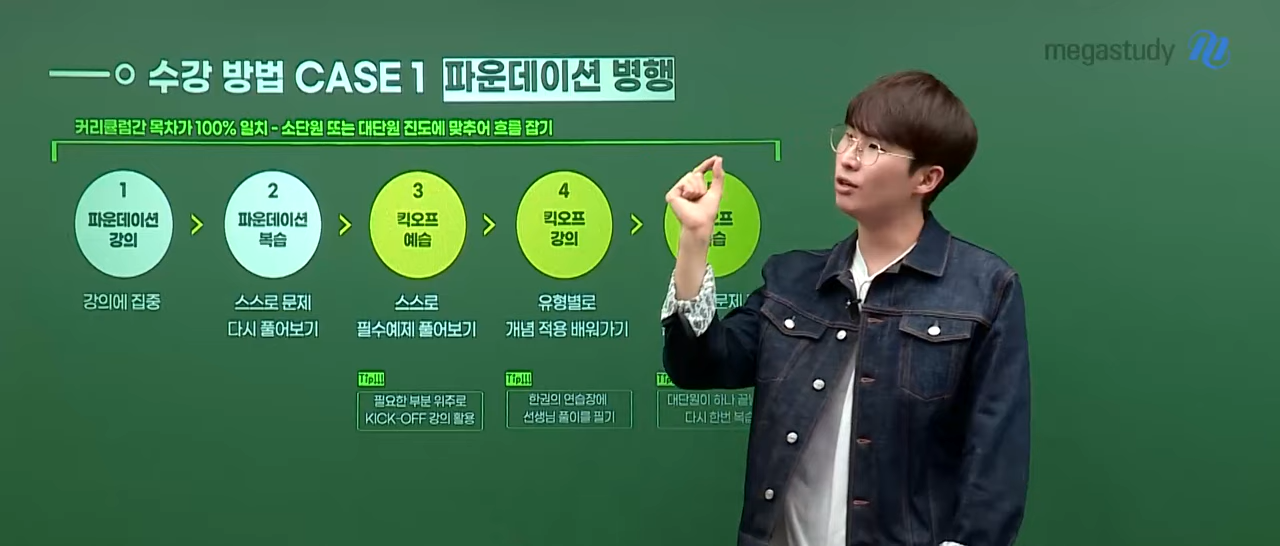 megastudy
수강 방법 CASE 1 파운데이션 병행
커리큘럼간 목차가 100% 일치 - 소단원 또는 대단원 진도에 맞추어 흐름 잡기
1
파운데이션
강의
강의에 집중
2
파운데이션
복습
스스로 문제
다시 풀어보기
3
킥오프
예습
스스로
필수예제 풀어보기
Tip!!!
필요한 부분 위주로
KICK-OFF 강의 활용
4
킥오프
강의
유형별로
개념 적용 배워가기
Tip!!!
한권의 연습장에
선생님 풀이를 필기
문제
대단원이 하나
다시 한번